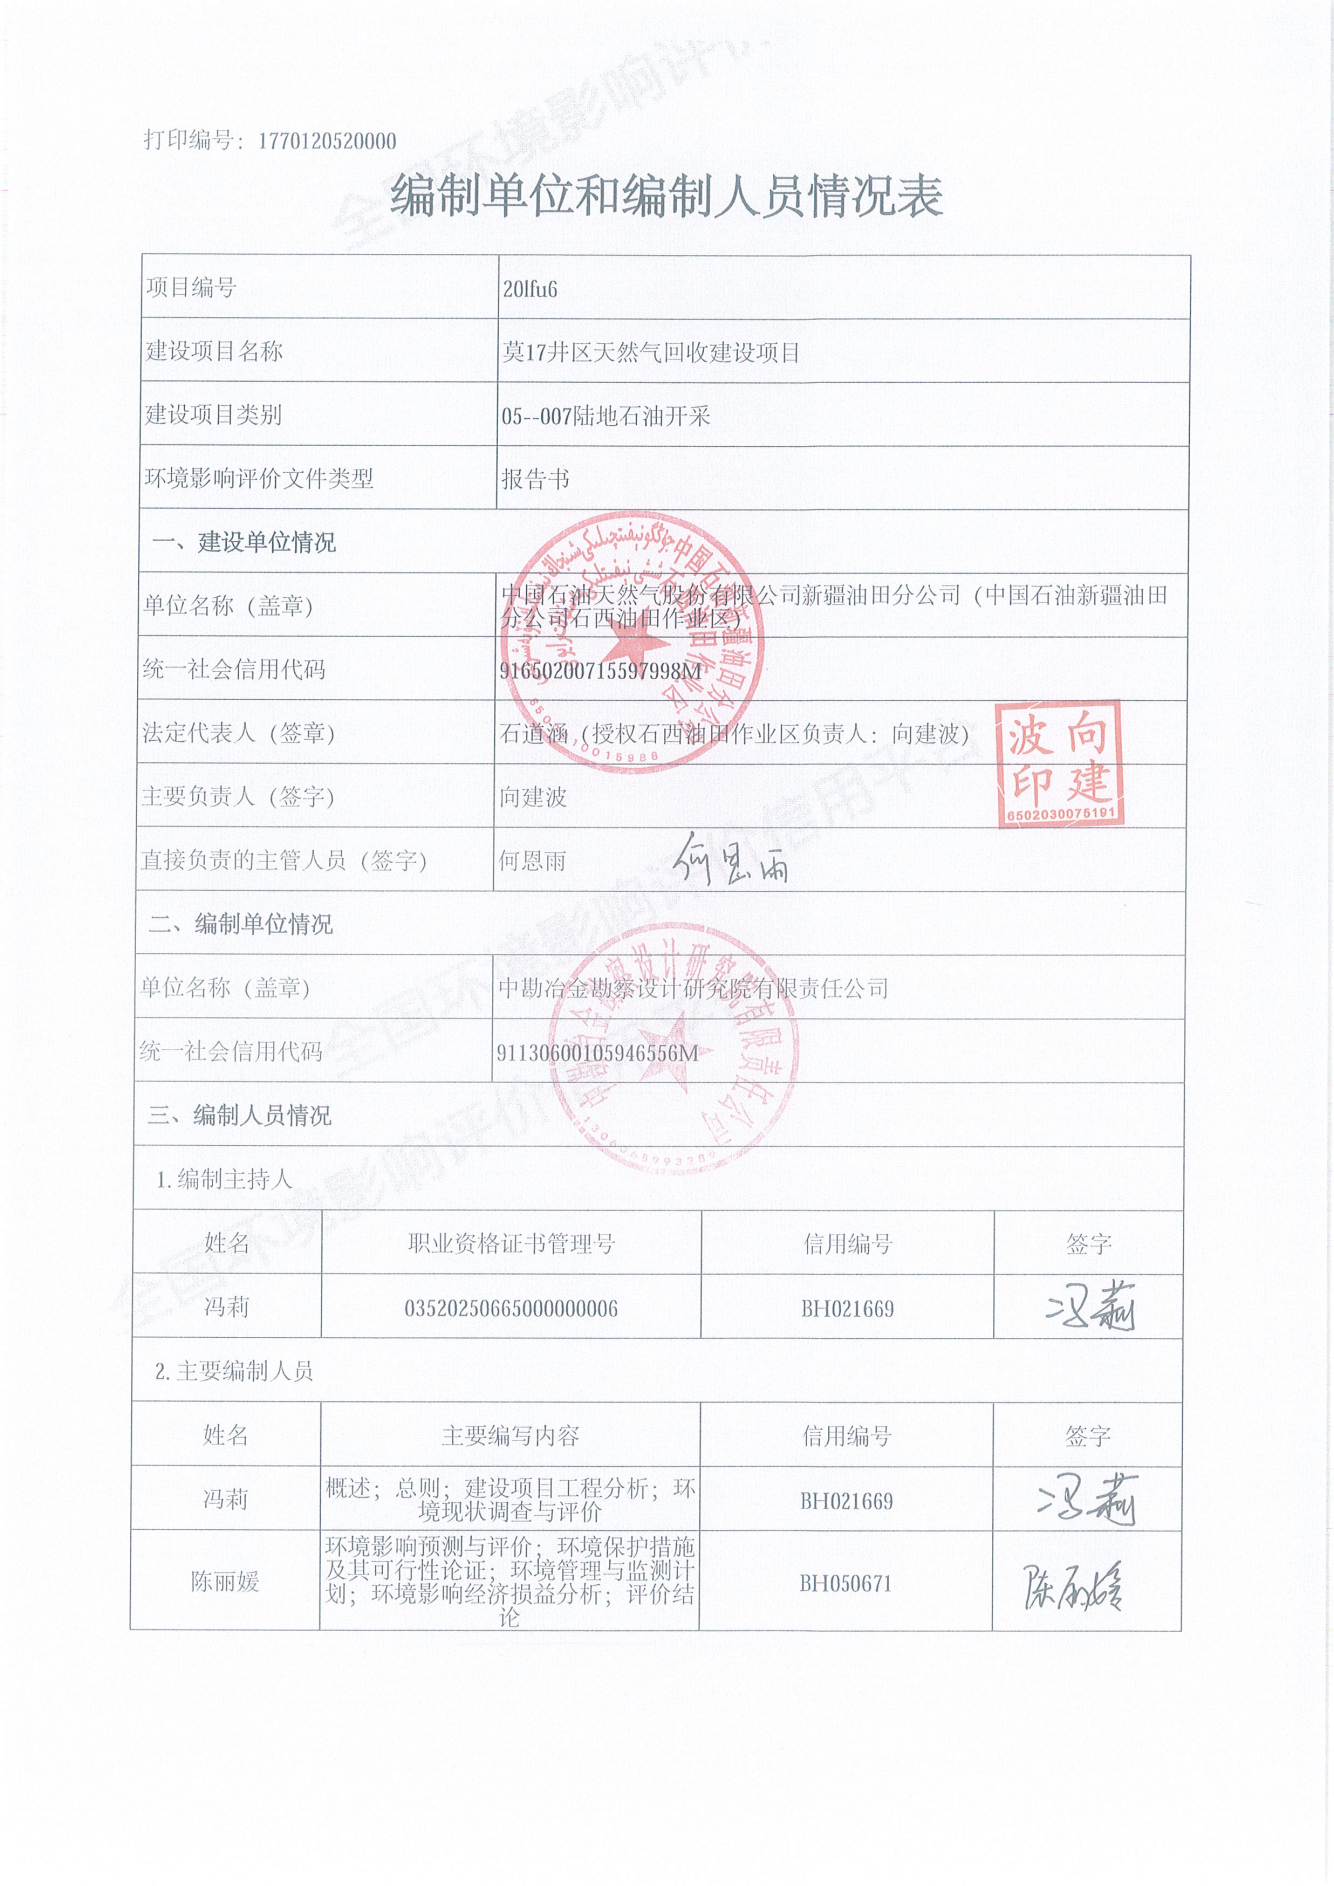 打印编号：1770120520000
编制单位和编制人员情况表
项目编号 20lfu6
建设项目名称 莫17井区天然气回收建设项目
建设项目类别 05--007陆地石油开采
环境影响评价文件类型 报告书
一、建设单位情况
单位名称（盖章） 中国石油天然气股份有限公司新疆油田分公司（中国石油新疆油田
分公司石西油田作业区）
统一社会信用代码 91650200715597998M
法定代表人（签章） 石道涵（授权石西油田作业区负责人：向建波）
主要负责人（签字） 向建波
向建
波印
6502030075191
直接负责的主管人员（签字） 何恩雨 何恩雨
二、编制单位情况
单位名称（盖章） 中勘冶金勘察设计研究院有限责任公司
统一社会信用代码 91130600105946556M
三、编制人员情况
1.编制主持人
姓名 职业资格证书管理号 信用编号 签字
冯莉 03520250665000000006 BH021669 冯莉
2.主要编制人员
姓名 主要编写内容 信用编号 签字
冯莉 概述；总则；建设项目工程分析；环
境现状调查与评价 BH021669 冯莉
陈丽媛 环境影响预测与评价；环境保护措施
及其可行性论证；环境管理与监测计
划；环境影响经济损益分析；评价结
论 BH050671 陈丽媛